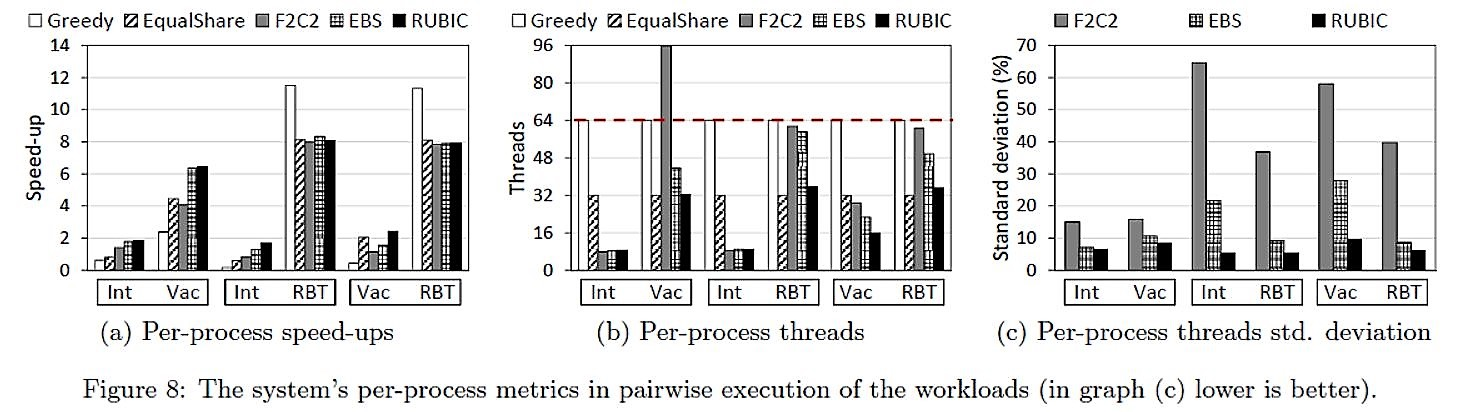 Greedy EqualShare F2C2 EBS RUBIC
14
12
10
8
6
4
2
0
Speed-up
Int Vac Int RBT Vac RBT
(a) Per-process speed-ups
Greedy EqualShare F2C2 EBS RUBIC
96
80
64
48
32
16
0
Threads
Int Vac Int RBT Vac RBT
(b) Per-process threads
F2C2 EBS RUBIC
70
60
50
40
30
20
10
0
Standard deviation (%)
Int Vac Int RBT Vac RBT
(c) Per-process threads std. deviation
Figure 8: The system's per-process metrics in pairwise execution of the workloads (in graph (c) lower is better).